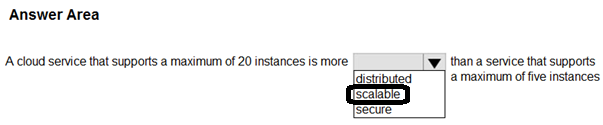 Answer Area
A cloud service that supports a maximum of 20 instances is more
than a service that supports
a maximum of five instances
distributed
scalable
secure